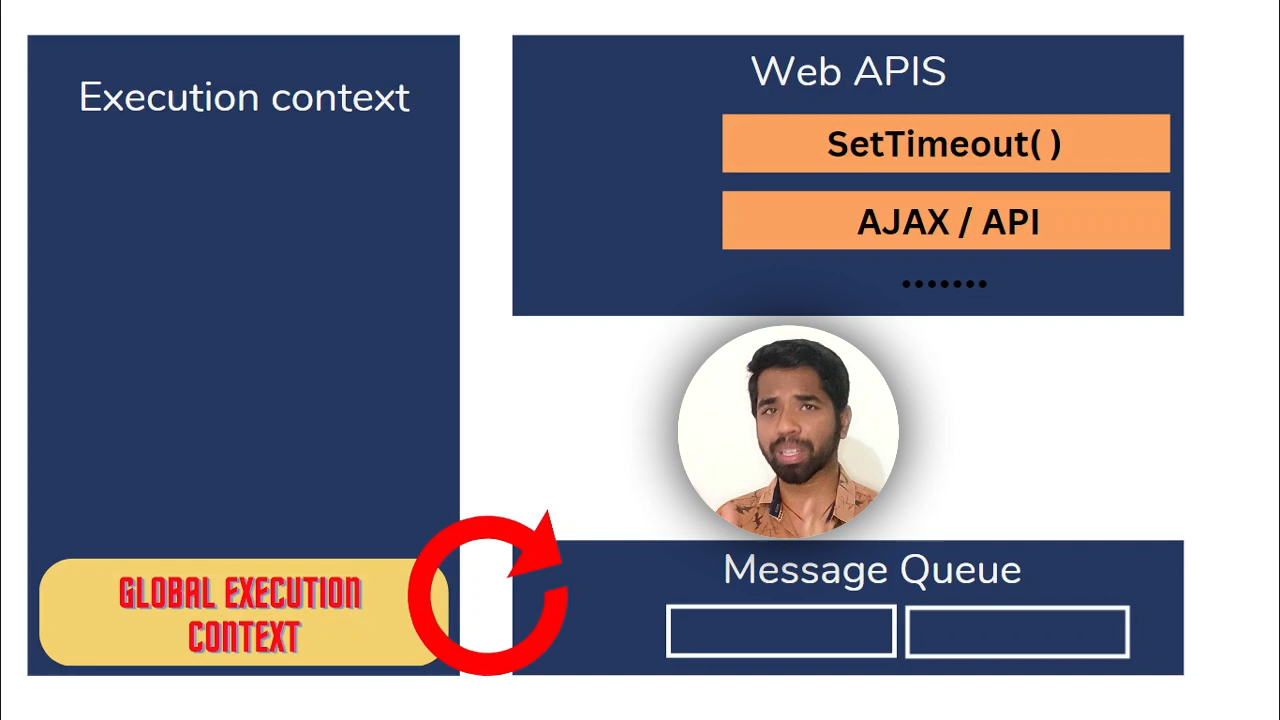 Execution context
GLOBAL EXECUTION
CONTEXT
Web APIS
SetTimeout( )
AJAX / API
.......
Message Queue